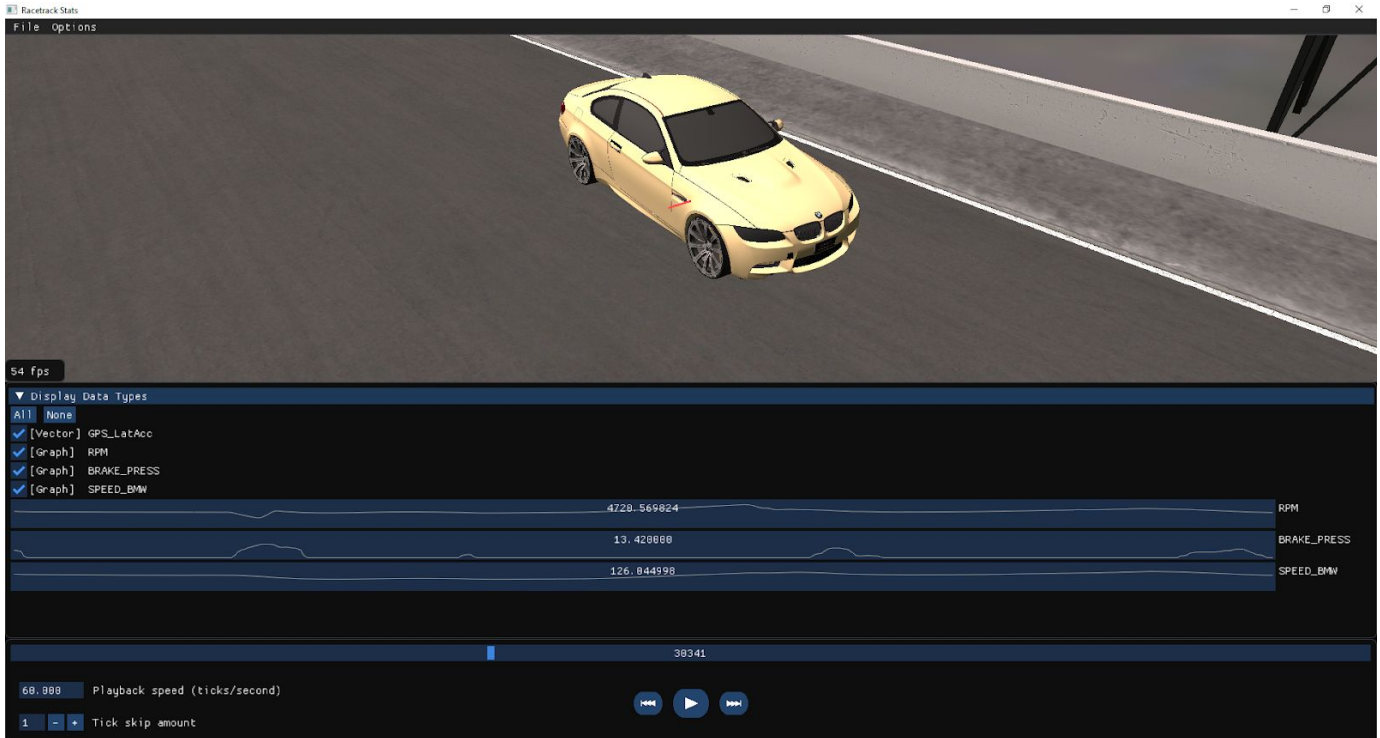 Racetrack Stats
File Options
54 fps
Display Data Types
All None
[Vector] GPS_LatAcc
[Graph] RPM
[Graph] BRAKE_PRESS
[Graph] SPEED_BMW
4720.569824 RPM
13.420000 BRAKE_PRESS
126.044998 SPEED_BMW
30341
60.000 Playback speed (ticks/second)
1 - + Tick skip amount